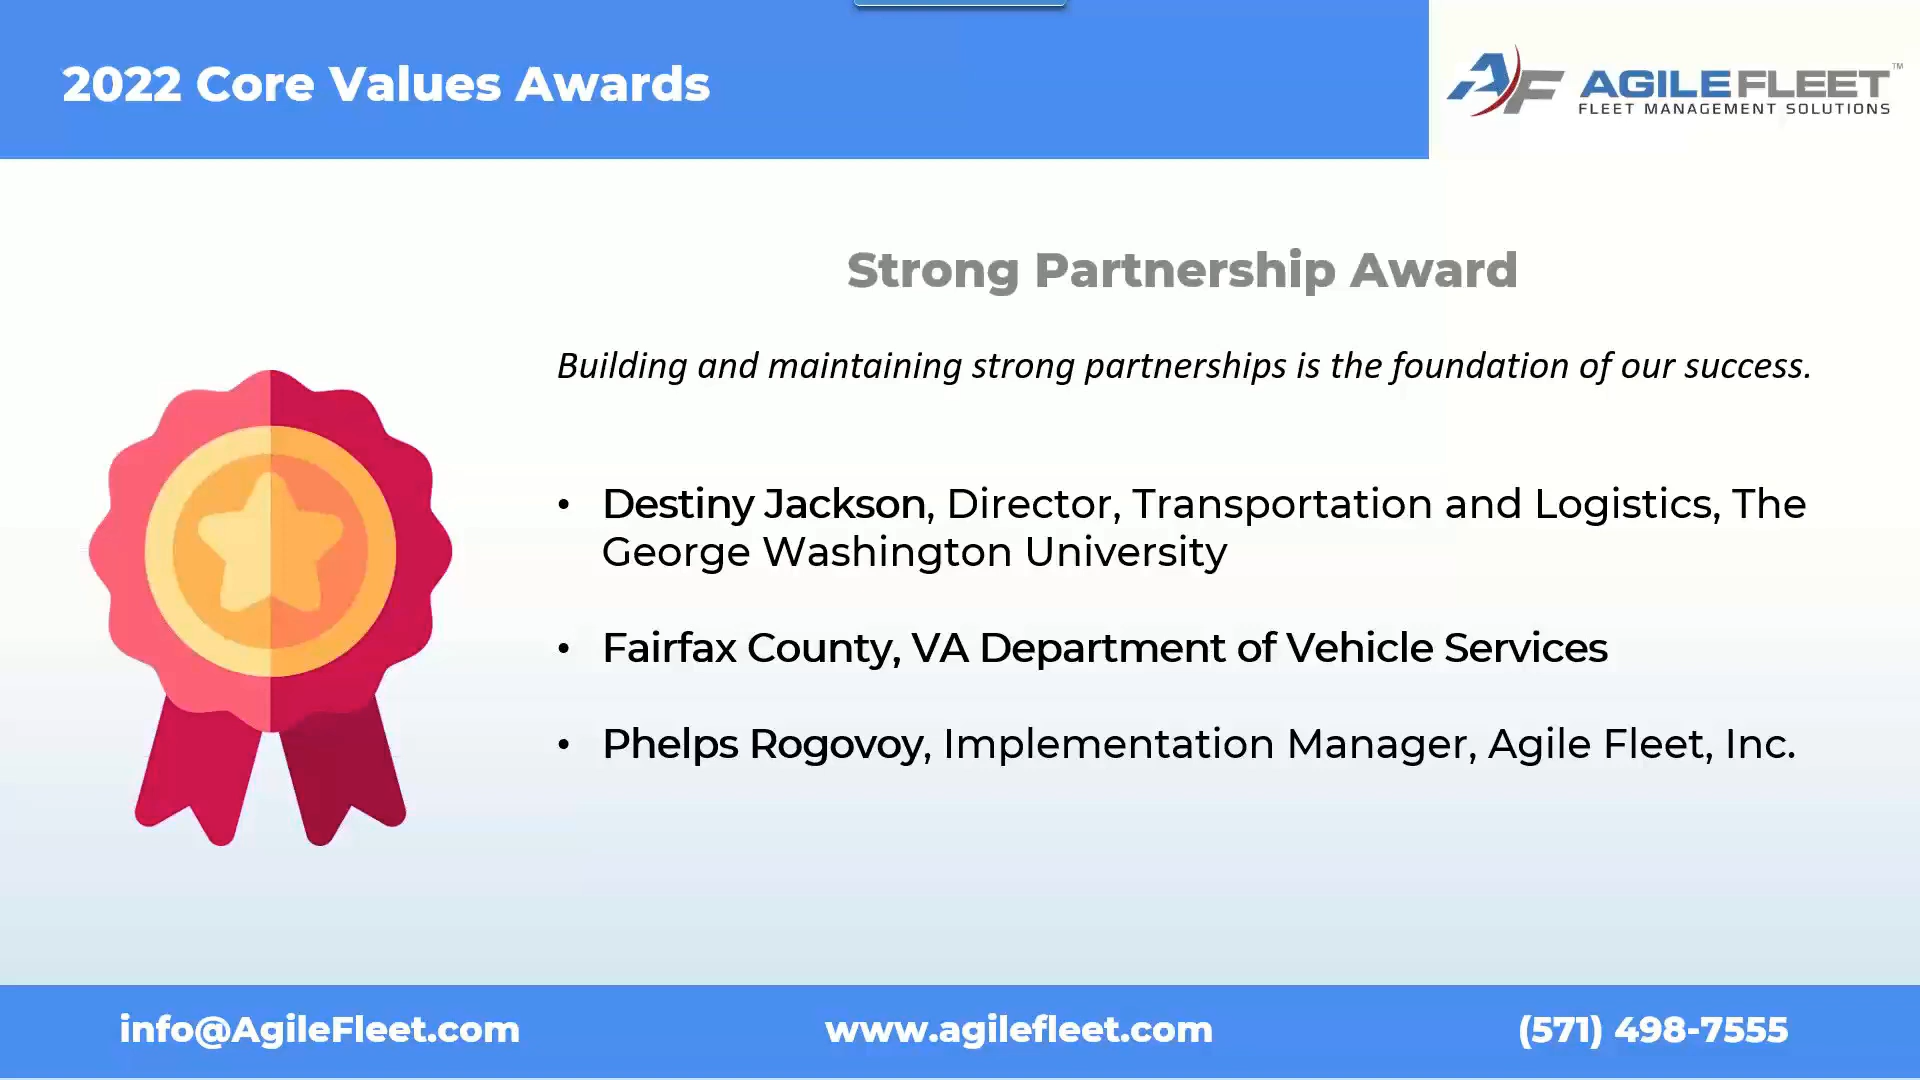 2022 Core Values Awards
AF AGILEFLEET™
FLEET MANAGEMENT SOLUTIONS
Strong Partnership Award
Building and maintaining strong partnerships is the foundation of our success.
• Destiny Jackson, Director, Transportation and Logistics, The
George Washington University
• Fairfax County, VA Department of Vehicle Services
• Phelps Rogovoy, Implementation Manager, Agile Fleet, Inc.
info@AgileFleet.com
www.agilefleet.com
(571) 498-7555